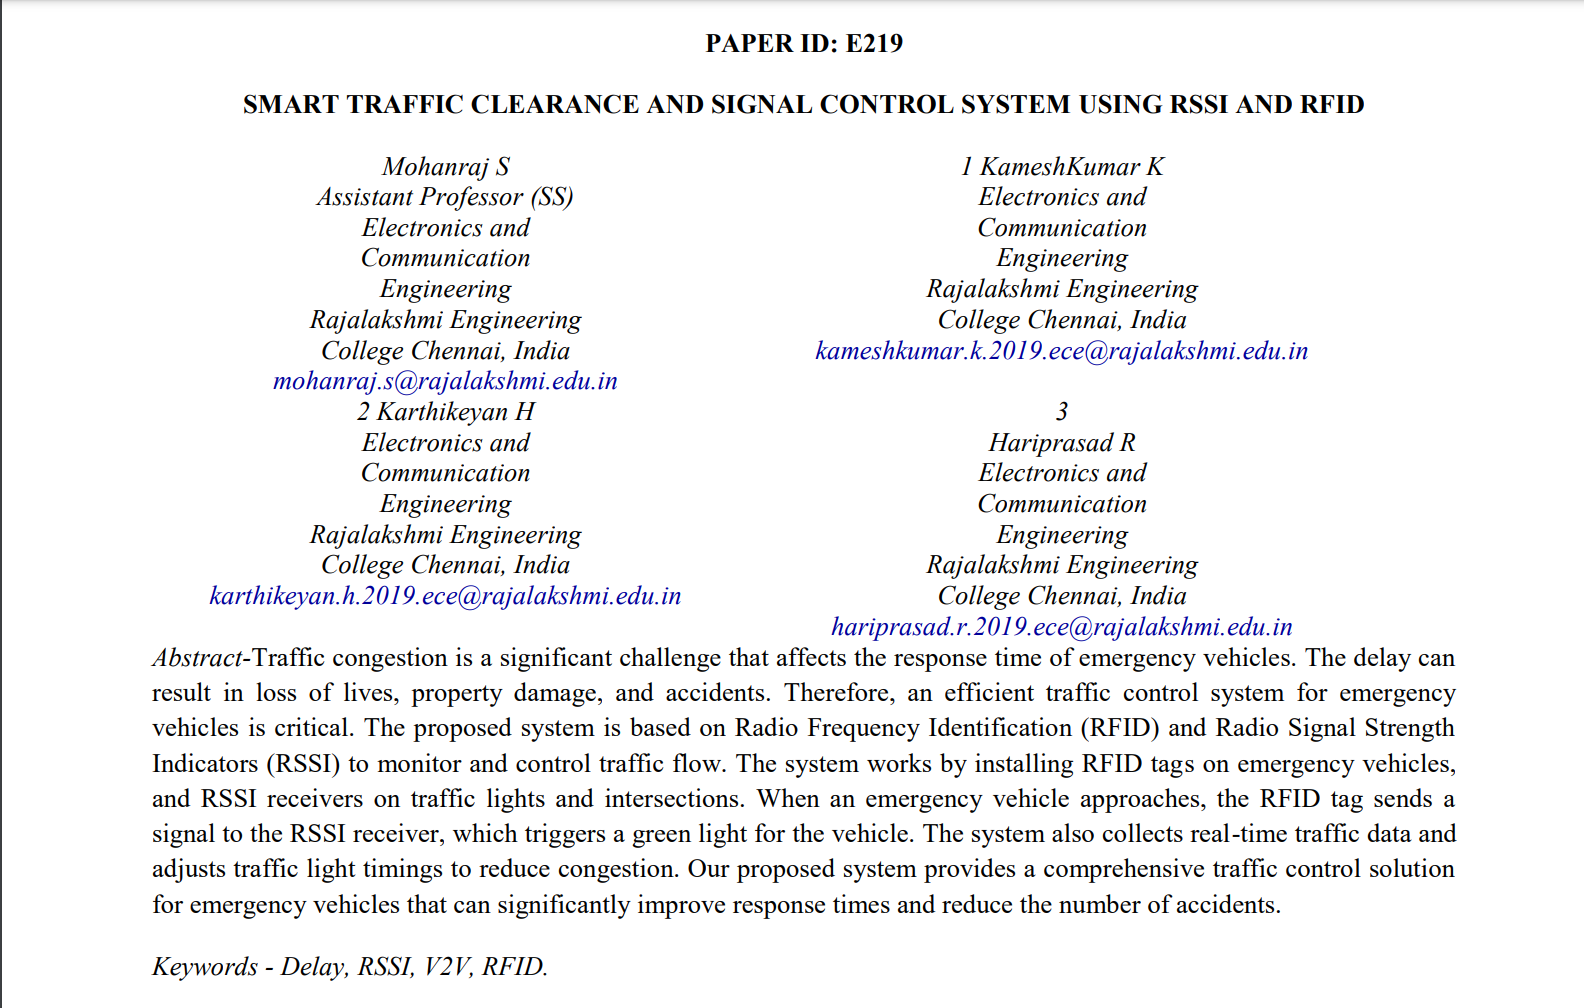 PAPER ID: E219
SMART TRAFFIC CLEARANCE AND SIGNAL CONTROL SYSTEM USING RSSI AND RFID
Mohanraj S
Assistant Professor (SS)
Electronics and
Communication
Engineering
Rajalakshmi Engineering
College Chennai, India
mohanraj.s@rajalakshmi.edu.in
1 KameshKumar K
Electronics and
Communication
Engineering
Rajalakshmi Engineering
College Chennai, India
kameshkumar.k.2019.ece@rajalakshmi.edu.in
2 Karthikeyan H
Electronics and
Communication
Engineering
Rajalakshmi Engineering
College Chennai, India
karthikeyan.h.2019.ece@rajalakshmi.edu.in
3
Hariprasad R
Electronics and
Communication
Engineering
Rajalakshmi Engineering
College Chennai, India
hariprasad.r.2019.ece@rajalakshmi.edu.in
Abstract-Traffic congestion is a significant challenge that affects the response time of emergency vehicles. The delay can
result in loss of lives, property damage, and accidents. Therefore, an efficient traffic control system for emergency
vehicles is critical. The proposed system is based on Radio Frequency Identification (RFID) and Radio Signal Strength
Indicators (RSSI) to monitor and control traffic flow. The system works by installing RFID tags on emergency vehicles,
and RSSI receivers on traffic lights and intersections. When an emergency vehicle approaches, the RFID tag sends a
signal to the RSSI receiver, which triggers a green light for the vehicle. The system also collects real-time traffic data and
adjusts traffic light timings to reduce congestion. Our proposed system provides a comprehensive traffic control solution
for emergency vehicles that can significantly improve response times and reduce the number of accidents.
Keywords - Delay, RSSI, V2V, RFID.